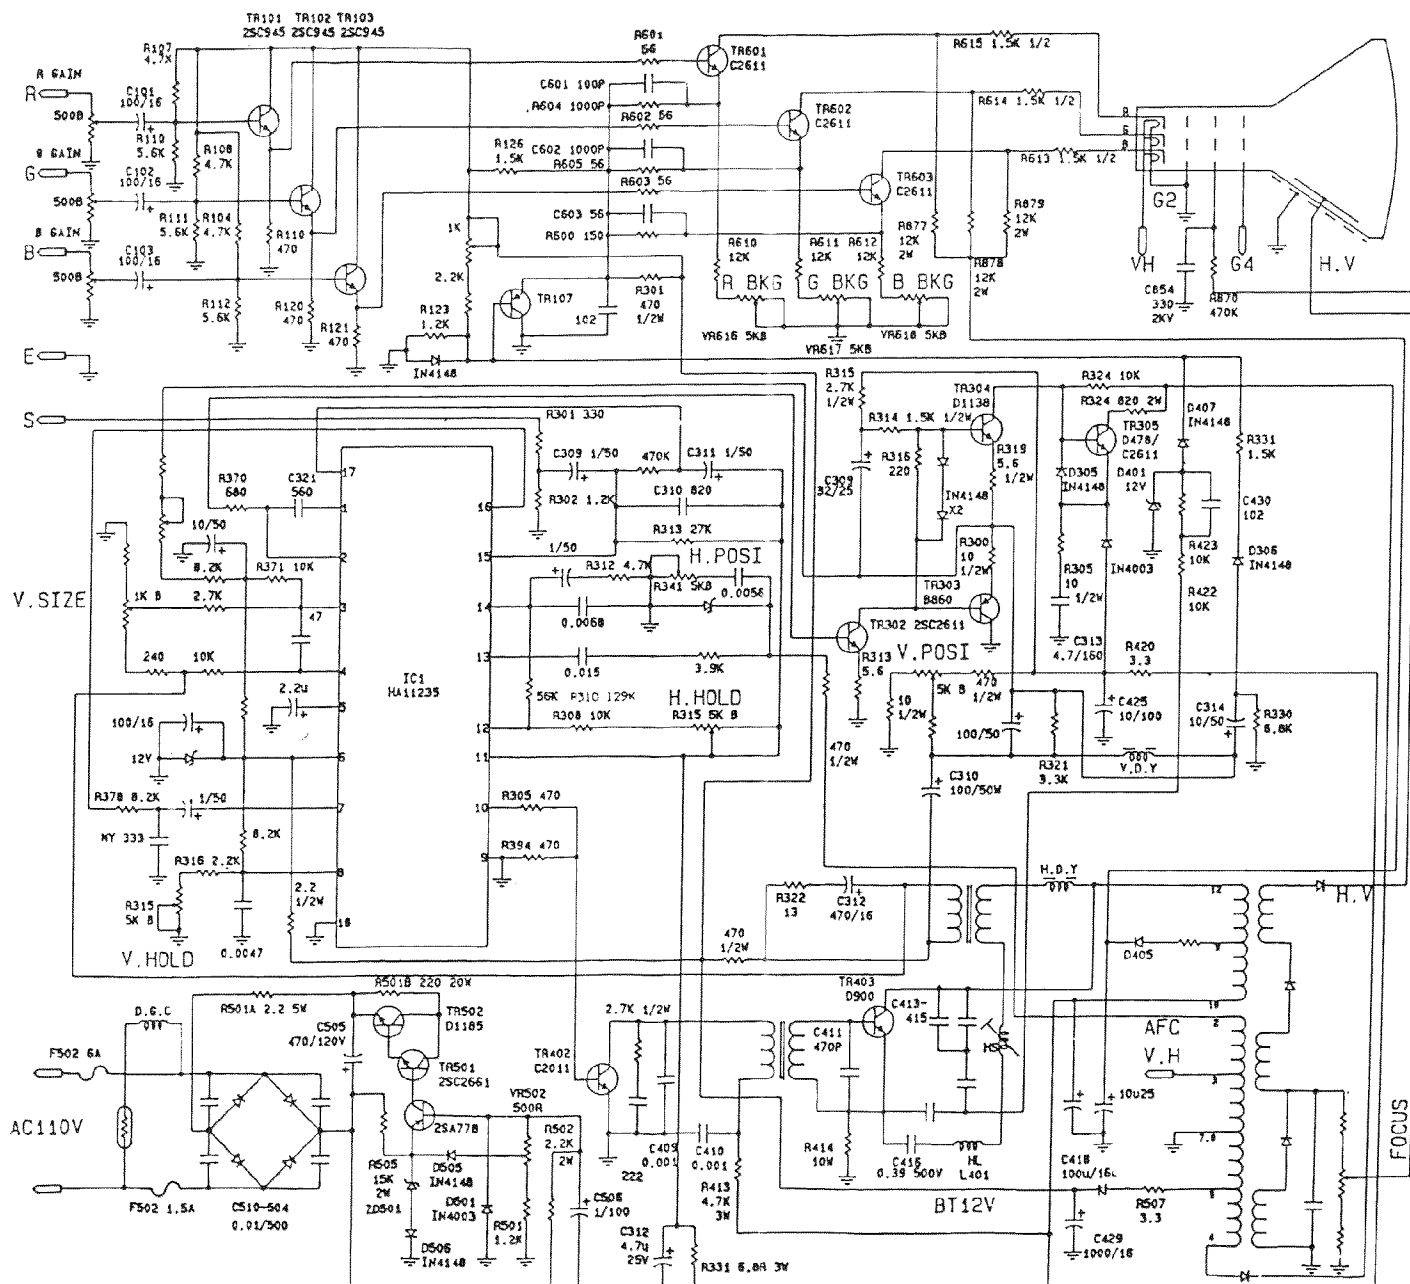 TR101 TR102 TR103
2SC945 2SC945 2SC945
R107
4.7K
R GAIN
R
500B
C101
100/16
R110
5.6K
R108
4.7K
G GAIN
G
500B
C102
100/16
R111
5.6K
R104
4.7K
R110
470
B GAIN
B
500B
C103
100/16
R112
5.6K
R120
470
R121
470
E
S
R601
56
TR601
C2611
C601 100P
R604 1000P
R602 56
C602 1000P
R605 56
R603 56
C603 56
R600 150
R126
1.5K
1K
2.2K
R123
1.2K
IN4148
TR107
102
R301
470
1/2W
TR602
C2611
TR603
C2611
R610
12K
R611
12K
R612
12K
R BKG
G BKG
B BKG
VR616 5KB
VR617 5KB
VR618 5KB
R615 1.5K 1/2
R614 1.5K 1/2
R613 1.5K 1/2
R877
12K
2W
R878
12K
2W
R879
12K
2W
R
G
B
G2
VH
G4
H.V
C854
330
2KV
R870
470K
R301 330
R315
2.7K
1/2W
R314 1.5K 1/2W
TR304
D1138
R324 10K
R324 820 2W
TR305
D478/
C2611
D407
IN4148
R331
1.5K
17
C309 1/50
470K
C311 1/50
C309
32/25
R316
220
R319
5.6
1/2W
D305
IN4148
D401
12V
C430
102
R370
680
C321
560
1
16
R302 1.2K
C310 820
IN4148
X2
R313 27K
10/50
2
15
1/50
H.POSI
R300
10
1/2W
R305
10
1/2W
IN4003
R423
10K
D306
IN4148
8.2K
R371 10K
R312 4.7K
R341 5KB
0.0056
TR303
B860
R422
10K
V.SIZE
1K B
2.7K
3
14
0.0068
TR302 2SC2611
47
C313
4.7/160
R420
3.3
240
10K
4
13
0.015
3.9K
R313
5.6
V.POSI
IC1
HA11235
5K B
470
1/2W
2.2U
5
56K
R310 129K
H.HOLD
10
1/2W
C425
10/100
C314
10/50
R330
6.8K
100/16
12
R308 10K
R315 5K B
100/50
12V
6
11
470
1/2W
R321
3.3K
V.D.Y
R378 8.2K
1/50
7
10
R305 470
C310
100/50W
MY 333
8.2K
R394 470
9
R316 2.2K
8
2.2
1/2W
R315
5K B
16
V.HOLD
0.0047
R322
13
C312
470/16
H.D.Y
12
H.V
470
1/2W
D405
9
10
R501B 220 20W
R501A 2.2 5W
D.G.C
TR502
D1185
C505
470/120V
2.7K 1/2W
TR403
D900
C413-
415
C411
470P
HS
2
AFC
V.H
F502 6A
TR501
2SC2661
TR402
C2011
3
10u25
AC110V
VR502
500R
2SA778
R502
2.2K
2W
FOCUS
R505
15K
2W
ZD501
D505
IN4148
D501
IN4003
222
C409
0.001
C410
0.001
R414
10W
C416
0.39 500V
HL
L401
C418
100u/16L
7.8
F502 1.5A
C510-504
0.01/500
D506
IN4148
R501
1.2K
C506
1/100
R413
4.7K
3W
BT12V
R507
3.3
C312
4.7u
25V
R331 6.8R 3W
C429
1000/16
4